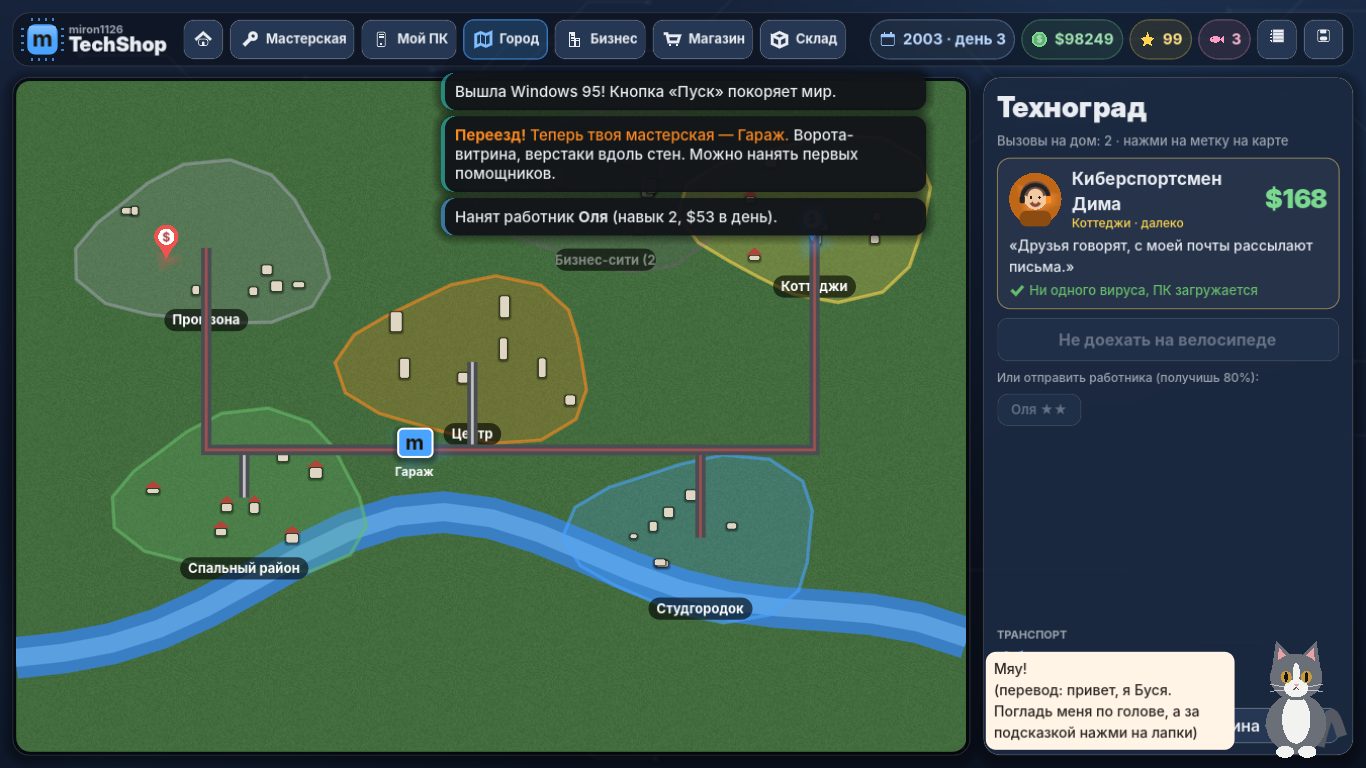 m
miron1126
TechShop
Мастерская
Мой ПК
Город
Бизнес
Магазин
Склад
2003 · день 3
$98249
99
3
Вышла Windows 95! Кнопка «Пуск» покоряет мир.
Переезд! Теперь твоя мастерская — Гараж. Ворота-
витрина, верстаки вдоль стен. Можно нанять первых
помощников.
Нанят работник Оля (навык 2, $53 в день).
Бизнес-сити (2
Коттеджи
$
Промзона
Центр
m
Гараж
Спальный район
Студгородок
Техноград
Вызовы на дом: 2 · нажми на метку на карте
Киберспортсмен
Дима
$168
Коттеджи · далеко
«Друзья говорят, с моей почты рассылают
письма.»
Ни одного вируса, ПК загружается
Не доехать на велосипеде
Или отправить работника (получишь 80%):
Оля ★★
ТРАНСПОРТ
Мяу!
(перевод: привет, я Буся.
Погладь меня по голове, а за
подсказкой нажми на лапки)
ина